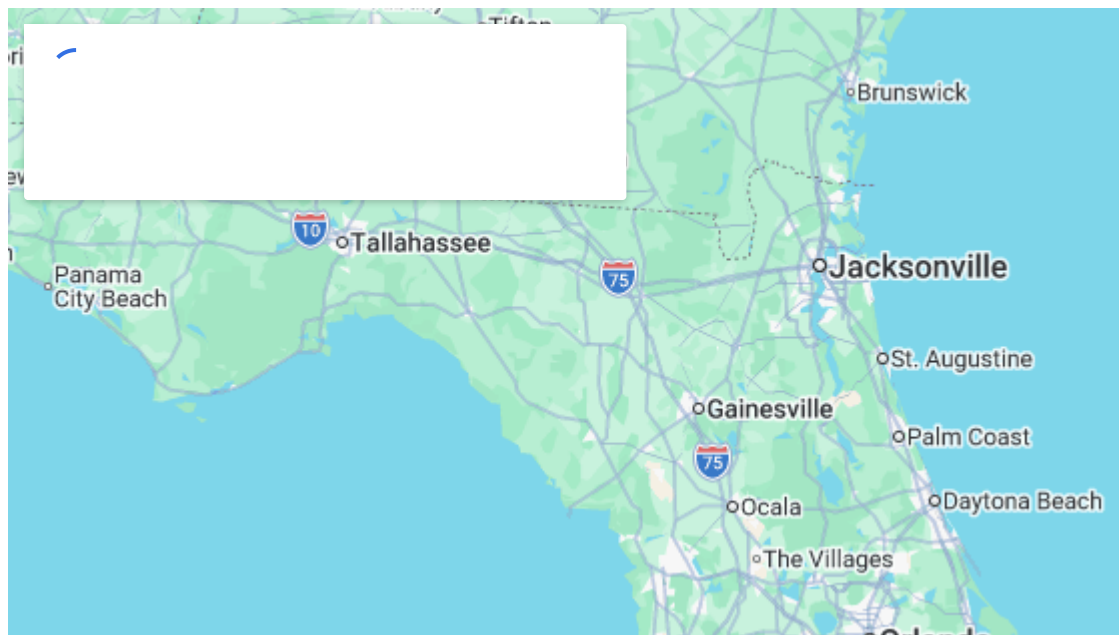 Tifton
Brunswick
10
Tallahassee
75
Jacksonville
Panama
City Beach
St. Augustine
Gainesville
Palm Coast
75
Daytona Beach
Ocala
The Villages
Orlando